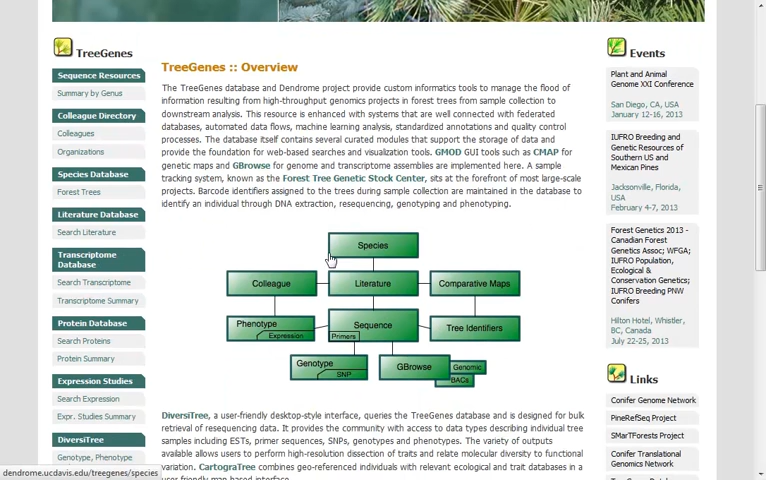 TreeGenes
Sequence Resources
Summary by Genus
Colleague Directory
Colleagues
Organizations
Species Database
Forest Trees
Literature Database
Search Literature
Transcriptome
Database
Search Transcriptome
Transcriptome Summary
Protein Database
Search Proteins
Protein Summary
Expression Studies
Search Expression
Expr. Studies Summary
DiversiTree
Genotype, Phenotype
dendrome.ucdavis.edu/treegenes/species
TreeGenes :: Overview
The TreeGenes database and Dendrome project provide custom informatics tools to manage the flood of
information resulting from high-throughput genomics projects in forest trees from sample collection to
downstream analysis. This resource is enhanced with systems that are well connected with federated
databases, automated data flows, machine learning analysis, standardized annotations and quality control
processes. The database itself contains several curated modules that support the storage of data and
provide the foundation for web-based searches and visualization tools. GMOD GUI tools such as CMAP for
genetic maps and GBrowse for genome and transcriptome assemblies are implemented here. A sample
tracking system, known as the Forest Tree Genetic Stock Center, sits at the forefront of most large-scale
projects. Barcode identifiers assigned to the trees during sample collection are maintained in the database to
identify an individual through DNA extraction, resequencing, genotyping and phenotyping.
Species
Colleague
Literature
Comparative Maps
Phenotype
Expression
Sequence
Primers
Tree Identifiers
Genotype
SNP
GBrowse
Genomic
BACs
DiversiTree, a user-friendly desktop-style interface, queries the TreeGenes database and is designed for bulk
retrieval of resequencing data. It provides the community with access to data types describing individual tree
samples including ESTs, primer sequences, SNPs, genotypes and phenotypes. The variety of outputs
available allows users to perform high-resolution dissection of traits and relate molecular diversity to functional
variation. CartograTree combines geo-referenced individuals with relevant ecological and trait databases in a
user-friendly map-based interface.
Events
Plant and Animal
Genome XXI Conference
San Diego, CA, USA
January 12-16, 2013
IUFRO Breeding and
Genetic Resources of
Southern US and
Mexican Pines
Jacksonville, Florida,
USA
February 4-7, 2013
Forest Genetics 2013 -
Canadian Forest
Genetics Assoc; WFGA;
IUFRO Population,
Ecological &
Conservation Genetics;
IUFRO Breeding PNW
Conifers
Hilton Hotel, Whistler,
BC, Canada
July 22-25, 2013
Links
Conifer Genome Network
PineRefSeq Project
SMarTForests Project
Conifer Translational
Genomics Network